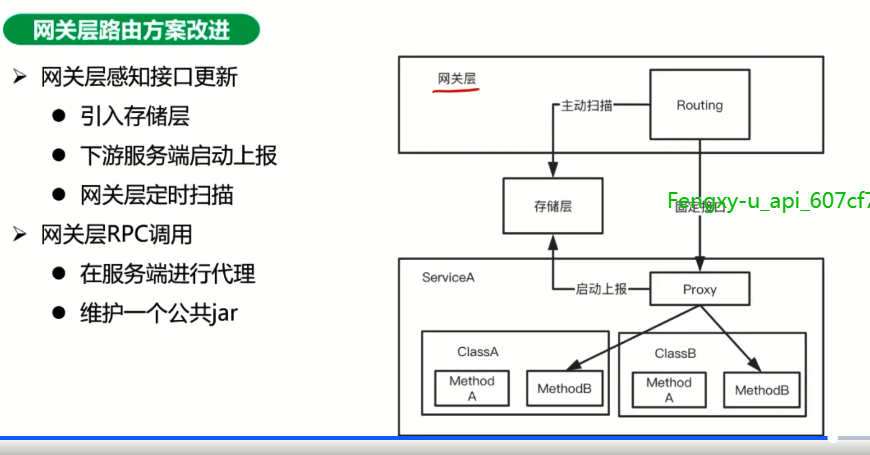 网关层路由方案改进
➢ 网关层感知接口更新
● 引入存储层
● 下游服务端启动上报
● 网关层定时扫描
➢ 网关层RPC调用
● 在服务端进行代理
● 维护一个公共jar
网关层
主动扫描
Routing
存储层
Fengxy-u_api_607cf7
固定接口
ServiceA
启动上报
Proxy
ClassA
Method
A
MethodB
ClassB
Method
A
MethodB